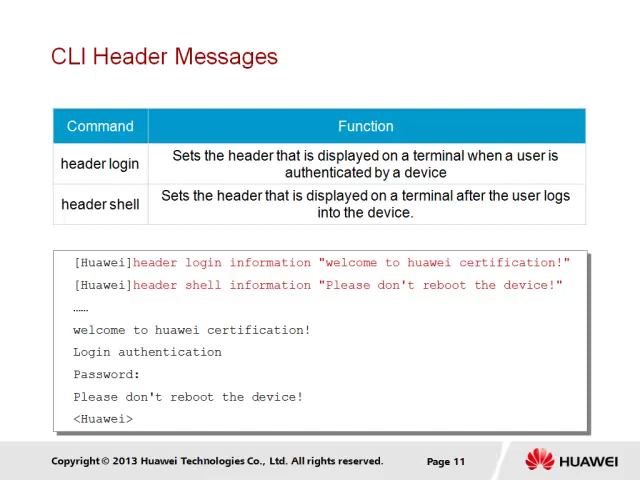 CLI Header Messages
Command Function
header login Sets the header that is displayed on a terminal when a user is
authenticated by a device
header shell Sets the header that is displayed on a terminal after the user logs
into the device.
[Huawei]header login information "welcome to huawei certification!"
[Huawei]header shell information "Please don't reboot the device!"
……
welcome to huawei certification!
Login authentication
Password:
Please don't reboot the device!
<Huawei>
Copyright © 2013 Huawei Technologies Co., Ltd. All rights reserved. Page 11 HUAWEI